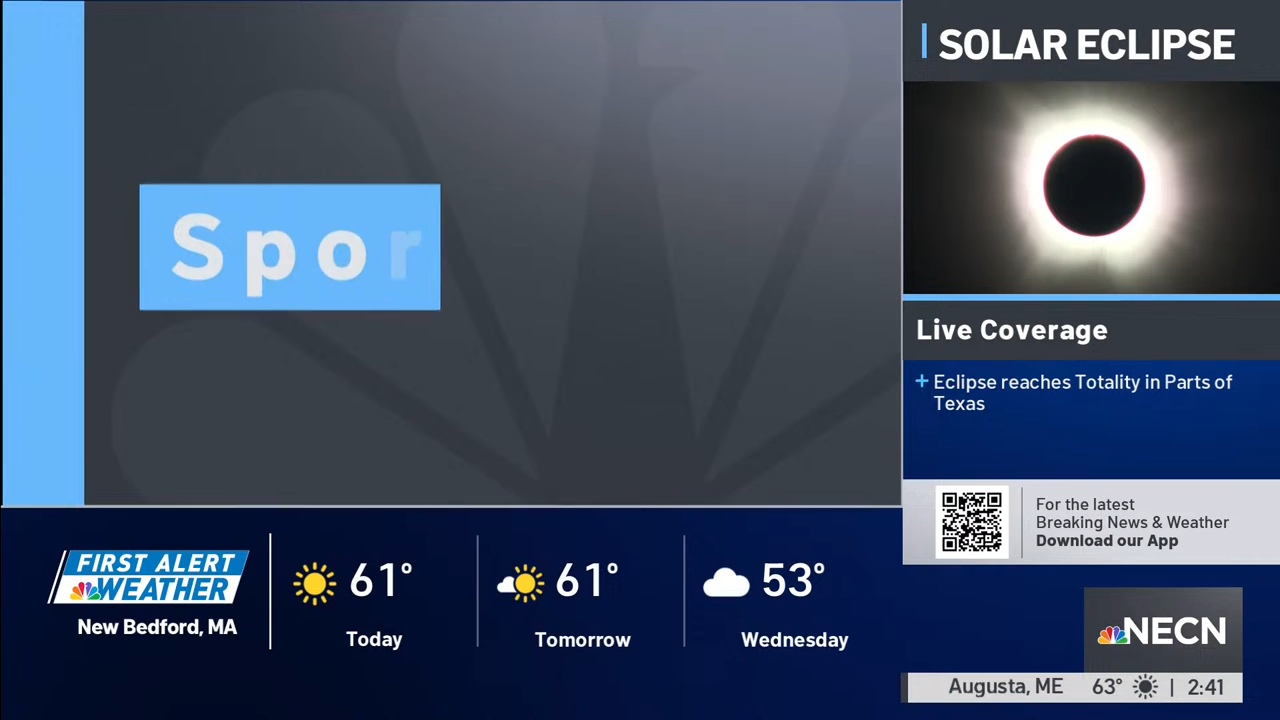 Spor
SOLAR ECLIPSE
Live Coverage
+ Eclipse reaches Totality in Parts of
Texas
For the latest
Breaking News & Weather
Download our App
FIRST ALERT
WEATHER
New Bedford, MA
61°
Today
61°
Tomorrow
53°
Wednesday
NECN
Augusta, ME 63° | 2:41